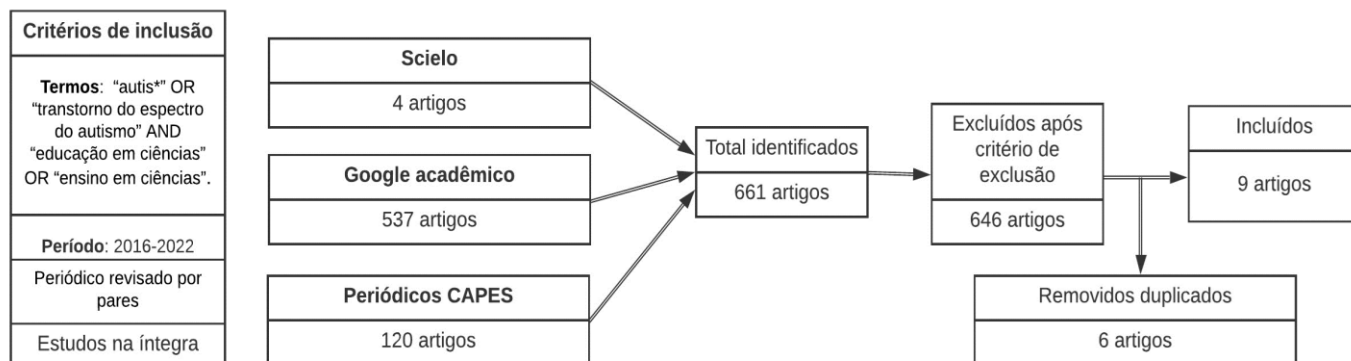 Critérios de inclusão
Termos: “autis*” OR
“transtorno do espectro
do autismo” AND
“educação em ciências”
OR “ensino em ciências”.
Período: 2016-2022
Periódico revisado por
pares
Estudos na íntegra
Scielo
4 artigos
Google acadêmico
537 artigos
Periódicos CAPES
120 artigos
Total identificados
661 artigos
Excluídos após
critério de
exclusão
646 artigos
Incluídos
9 artigos
Removidos duplicados
6 artigos